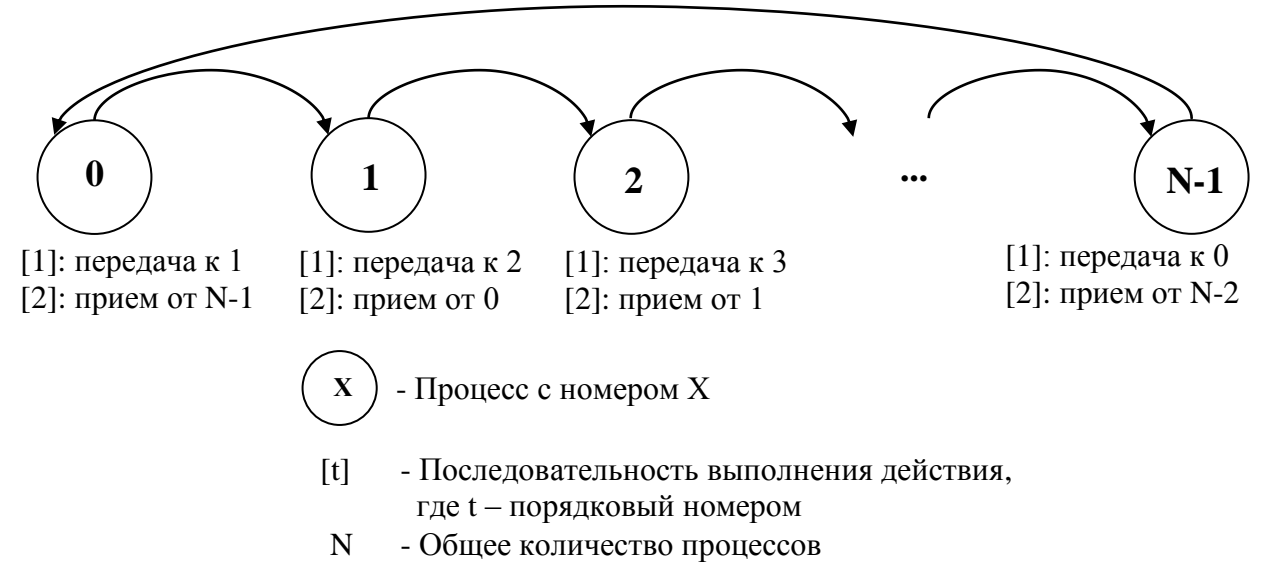 0 1 2 ... N-1
[1]: передача к 1 [1]: передача к 2 [1]: передача к 3 [1]: передача к 0
[2]: прием от N-1 [2]: прием от 0 [2]: прием от 1 [2]: прием от N-2
X - Процесс с номером X
[t] - Последовательность выполнения действия,
где t – порядковый номером
N - Общее количество процессов